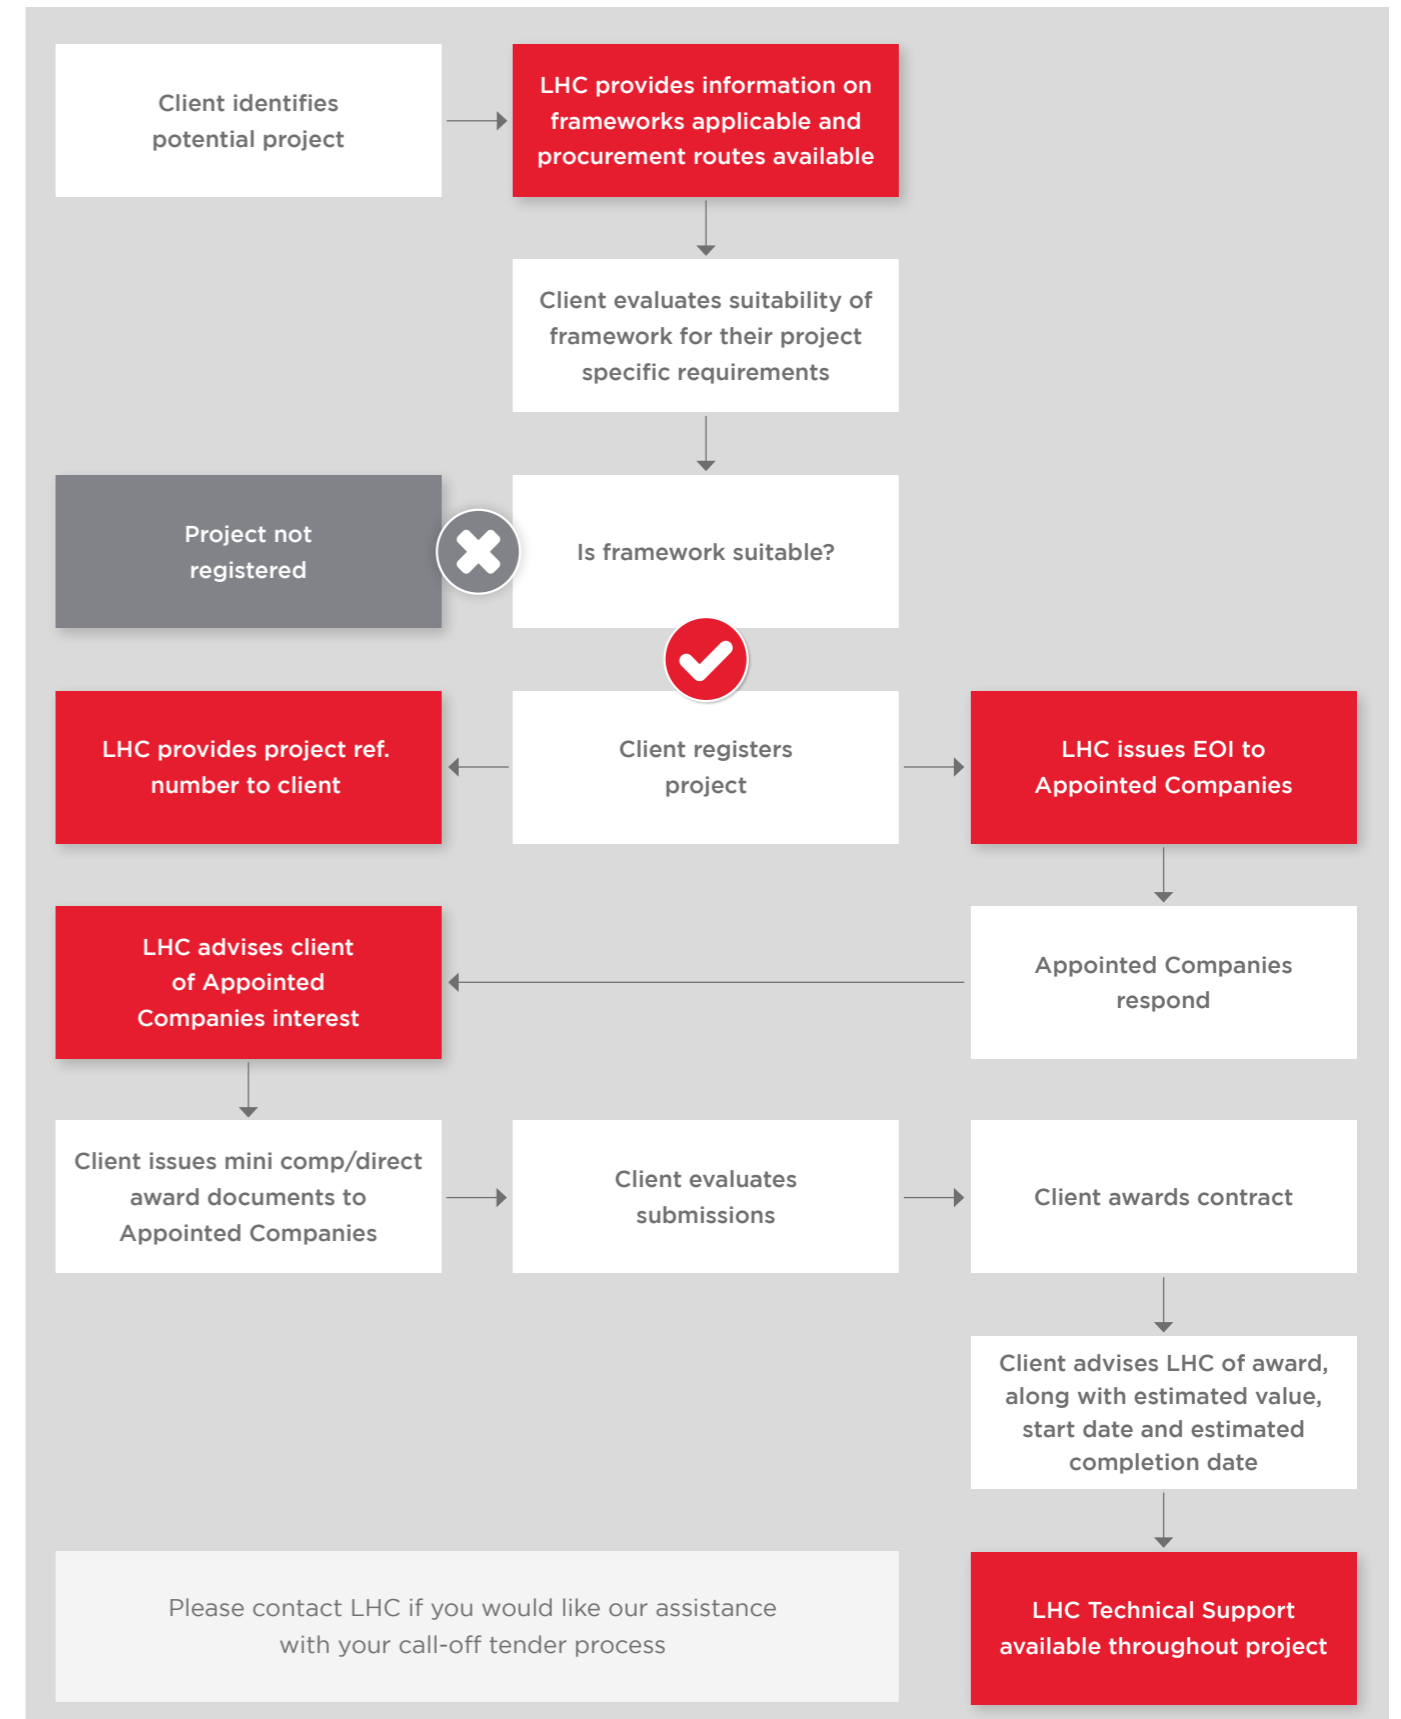 Client identifies
potential project
LHC provides information on
frameworks applicable and
procurement routes available
Client evaluates suitability of
framework for their project
specific requirements
Project not
registered
Is framework suitable?
LHC provides project ref.
number to client
Client registers
project
LHC issues EOI to
Appointed Companies
LHC advises client
of Appointed
Companies interest
Appointed Companies
respond
Client issues mini comp/direct
award documents to
Appointed Companies
Client evaluates
submissions
Client awards contract
Client advises LHC of award,
along with estimated value,
start date and estimated
completion date
Please contact LHC if you would like our assistance
with your call-off tender process
LHC Technical Support
available throughout project